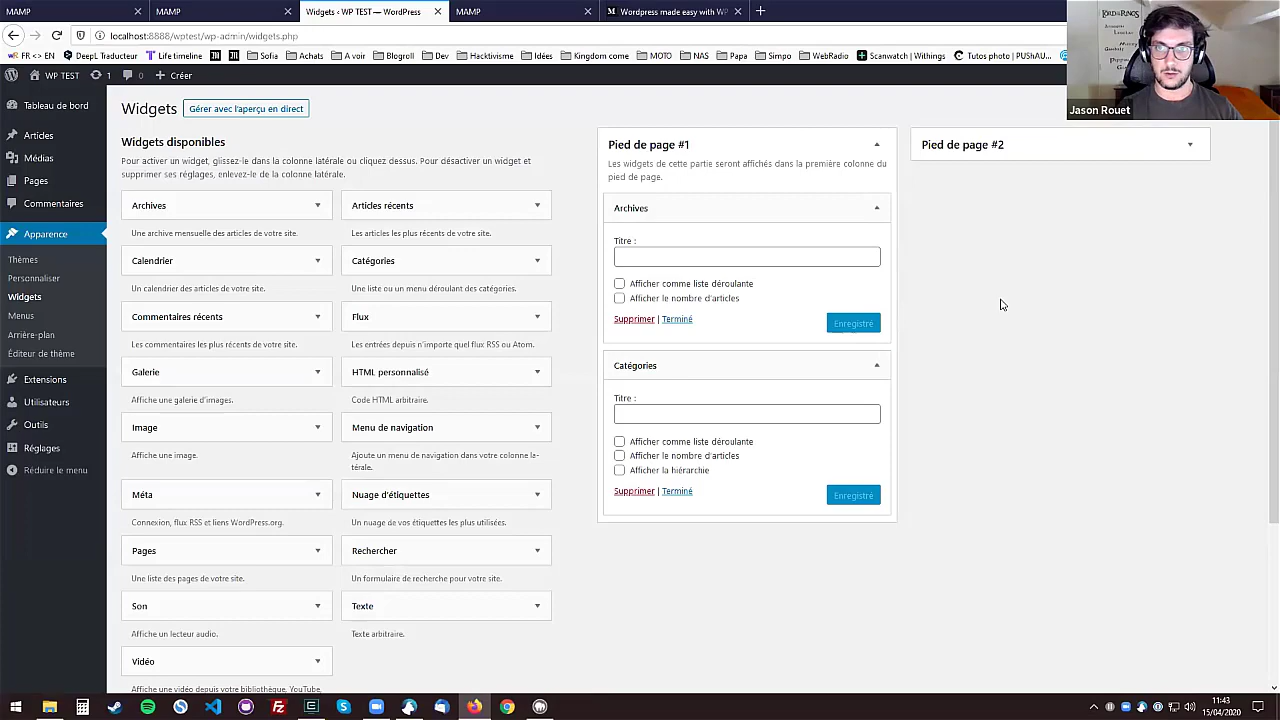 MAMP
MAMP
Widgets ‹ WP TEST — WordPress
MAMP
Wordpress made easy with WP
localhost:8888/wptest/wp-admin/widgets.php
FR <> EN
DeepL Traducteur
Life timeline
Sofia
Achats
A voir
Blogroll
Dev
Hacktivisme
Idées
Kingdom come
MOTO
NAS
Papa
Simpo
WebRadio
Scanwatch | Withings
Tutos photo | PUSHAU...
WP TEST
1
0
Créer
Jason Rouet
Tableau de bord
Articles
Médias
Pages
Commentaires
Apparence
Thèmes
Personnaliser
Widgets
Menus
Arrière-plan
Éditeur de thème
Extensions
Utilisateurs
Outils
Réglages
Réduire le menu
Widgets
Gérer avec l'aperçu en direct
Widgets disponibles
Pour activer un widget, glissez-le dans la colonne latérale ou cliquez dessus. Pour désactiver un widget et
supprimer ses réglages, enlevez-le de la colonne latérale.
Archives
Une archive mensuelle des articles de votre site.
Articles récents
Les articles les plus récents de votre site.
Calendrier
Un calendrier des articles de votre site.
Catégories
Une liste ou un menu déroulant des catégories.
Commentaires récents
Les commentaires les plus récents de votre site.
Flux
Les entrées depuis n'importe quel flux RSS ou Atom.
Galerie
Affiche une galerie d'images.
HTML personnalisé
Code HTML arbitraire.
Image
Affiche une image.
Menu de navigation
Ajoute un menu de navigation dans votre colonne la-
térale.
Méta
Connexion, flux RSS et liens WordPress.org.
Nuage d'étiquettes
Un nuage de vos étiquettes les plus utilisées.
Pages
Une liste des pages de votre site.
Rechercher
Un formulaire de recherche pour votre site.
Son
Affiche un lecteur audio.
Texte
Texte arbitraire.
Vidéo
Affiche une vidéo depuis votre bibliothèque, YouTube,
Pied de page #1
Les widgets de cette partie seront affichés dans la première colonne du
pied de page.
Archives
Titre :
Afficher comme liste déroulante
Afficher le nombre d'articles
Supprimer | Terminé
Enregistré
Catégories
Titre :
Afficher comme liste déroulante
Afficher le nombre d'articles
Afficher la hiérarchie
Supprimer | Terminé
Enregistré
Pied de page #2
11:43
15/04/2020